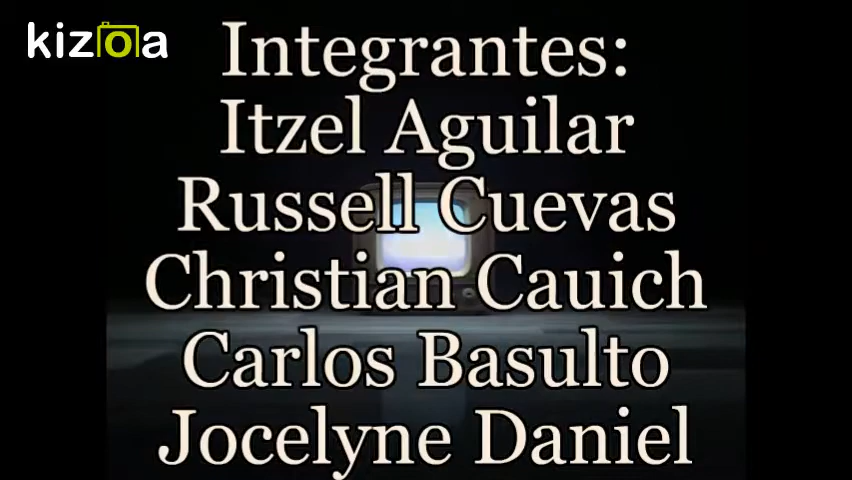 kizoa
Integrantes:
Itzel Aguilar
Russell Cuevas
Christian Cauich
Carlos Basulto
Jocelyne Daniel